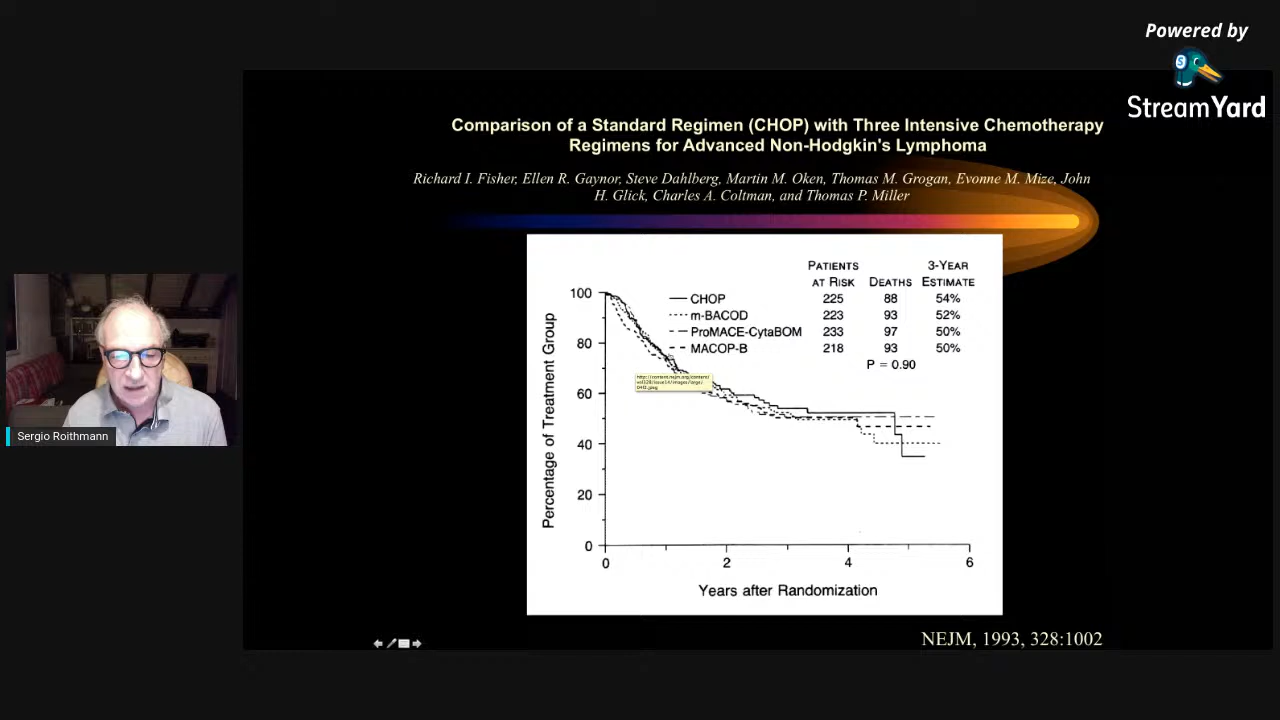 Powered by
StreamYard
Comparison of a Standard Regimen (CHOP) with Three Intensive Chemotherapy
Regimens for Advanced Non-Hodgkin's Lymphoma
Richard I. Fisher, Ellen R. Gaynor, Steve Dahlberg, Martin M. Oken, Thomas M. Grogan, Evonne M. Mize, John
H. Glick, Charles A. Coltman, and Thomas P. Miller
PATIENTS 3-YEAR
AT RISK DEATHS ESTIMATE
CHOP 225 88 54%
m-BACOD 223 93 52%
ProMACE-CytaBOM 233 97 50%
MACOP-B 218 93 50%
P = 0.90
Percentage of Treatment Group
100
80
60
40
20
0
0 2 4 6
Years after Randomization
Sergio Roithmann
NEJM, 1993, 328:1002